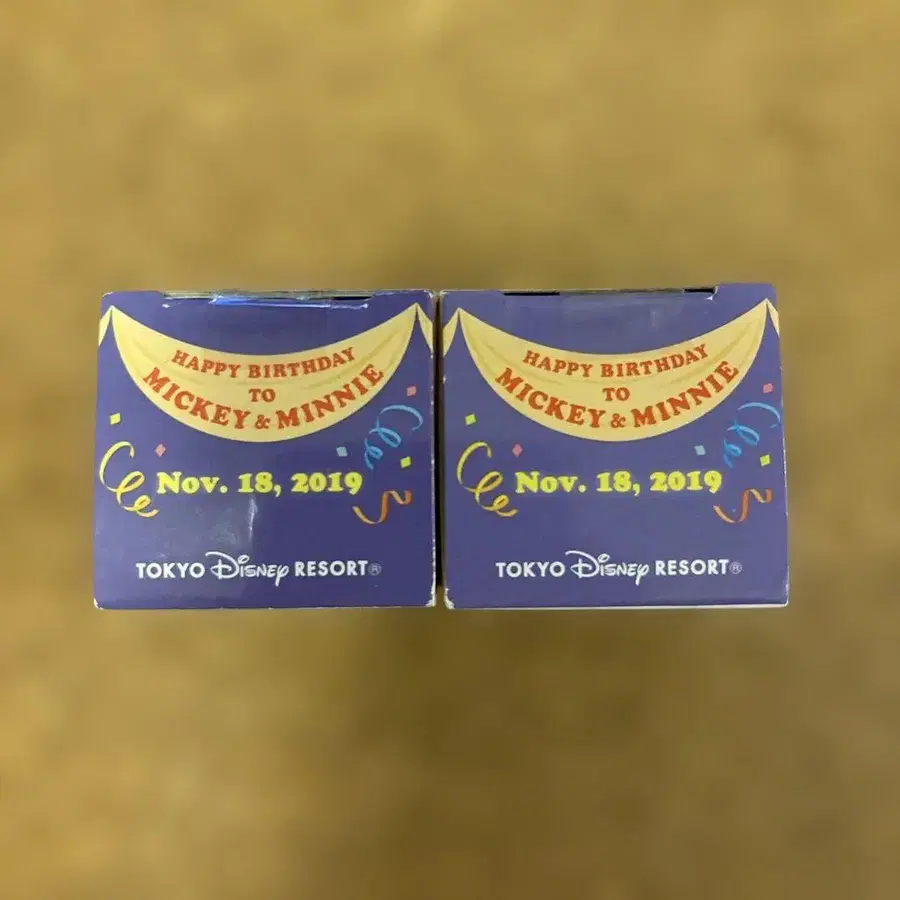 HAPPY BIRTHDAY
TO
MICKEY & MINNIE
Nov. 18, 2019
TOKYO Disney RESORT®
HAPPY BIRTHDAY
TO
MICKEY & MINNIE
Nov. 18, 2019
TOKYO Disney RESORT®